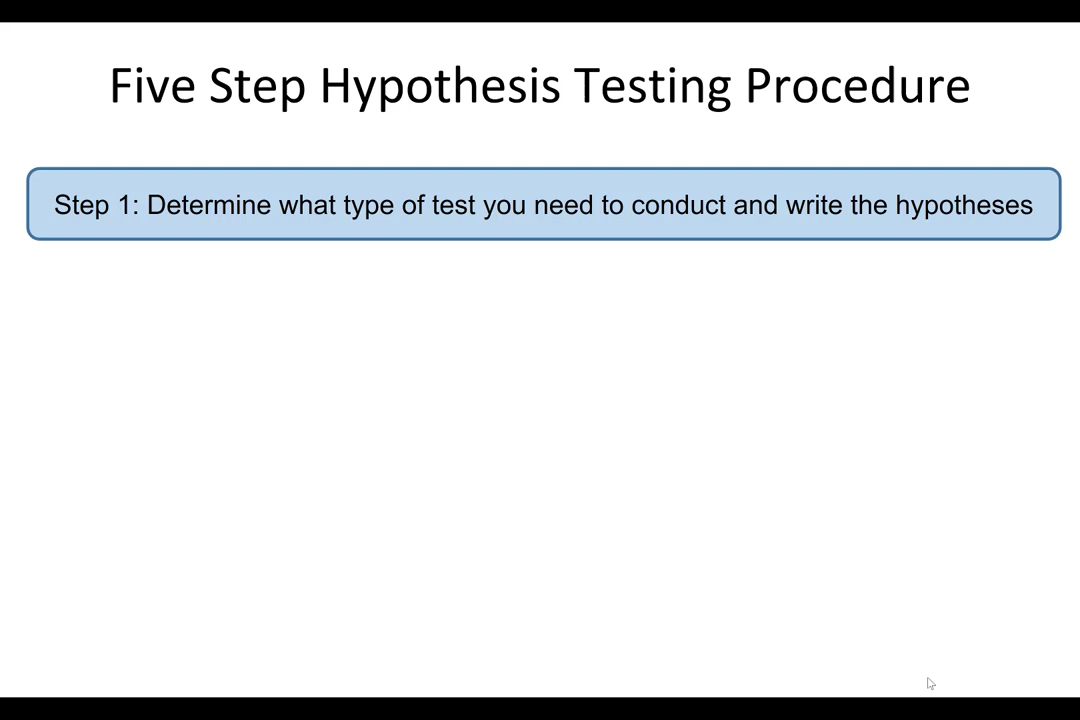 Five Step Hypothesis Testing Procedure
Step 1: Determine what type of test you need to conduct and write the hypotheses